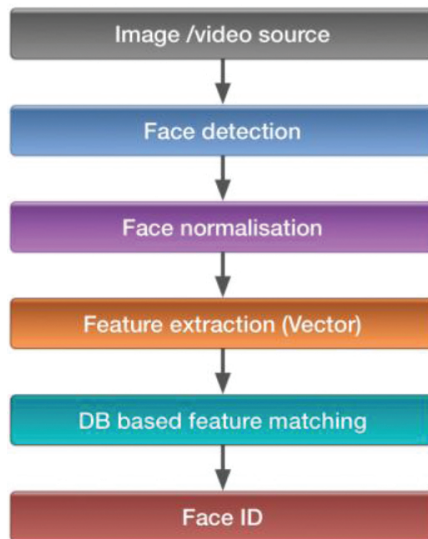 Image /video source
Face detection
Face normalisation
Feature extraction (Vector)
DB based feature matching
Face ID